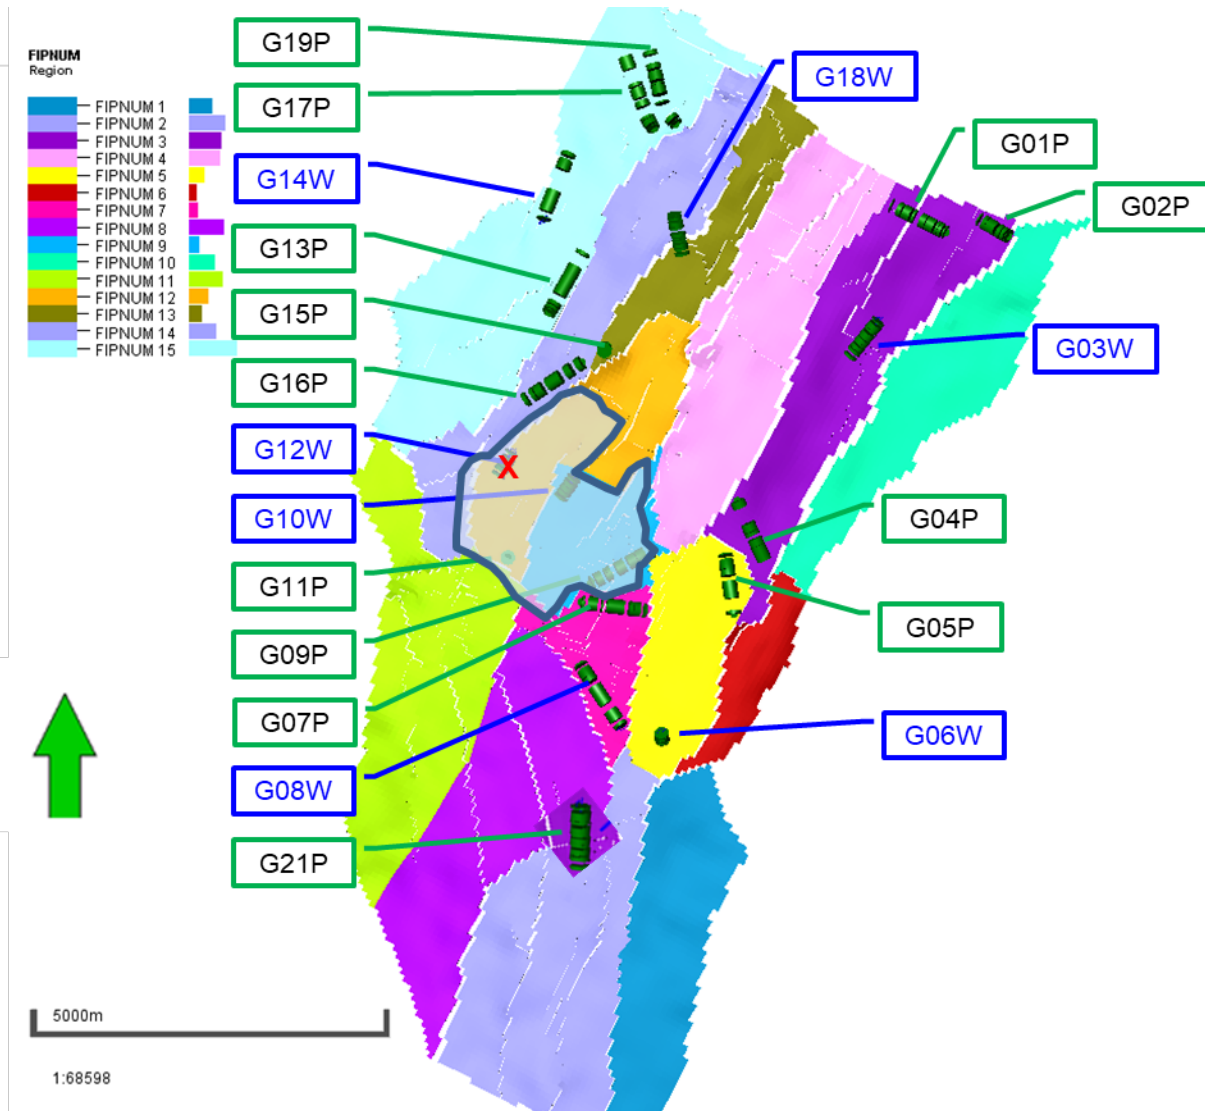 FIPNUM
Region
FIPNUM 1
FIPNUM 2
FIPNUM 3
FIPNUM 4
FIPNUM 5
FIPNUM 6
FIPNUM 7
FIPNUM 8
FIPNUM 9
FIPNUM 10
FIPNUM 11
FIPNUM 12
FIPNUM 13
FIPNUM 14
FIPNUM 15
G19P
G17P
G14W
G13P
G15P
G16P
G12W
G10W
G11P
G09P
G07P
G08W
G21P
G18W
G01P
G02P
G03W
G04P
G05P
G06W
X
5000m
1:68598